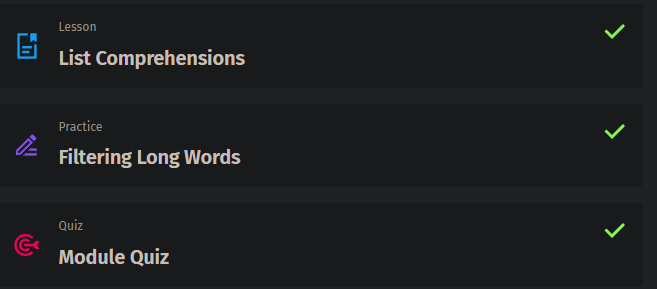 Lesson
List Comprehensions
Practice
Filtering Long Words
Quiz
Module Quiz